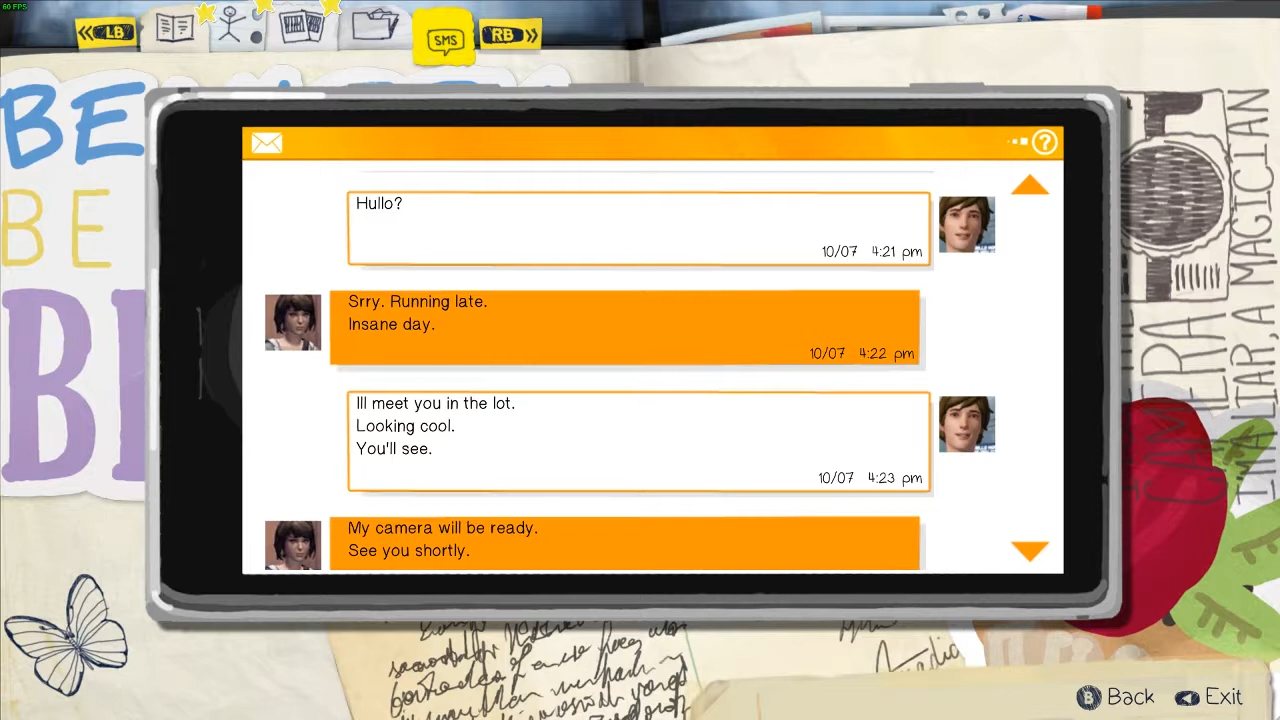 60 FPS
LB
SMS
RB
BE
BE
Hullo?
10/07 4:21 pm
Srry. Running late.
Insane day.
10/07 4:22 pm
Ill meet you in the lot.
Looking cool.
You'll see.
10/07 4:23 pm
My camera will be ready.
See you shortly.
CAMERA
LIAR, A MAGICIAN
Back
Exit